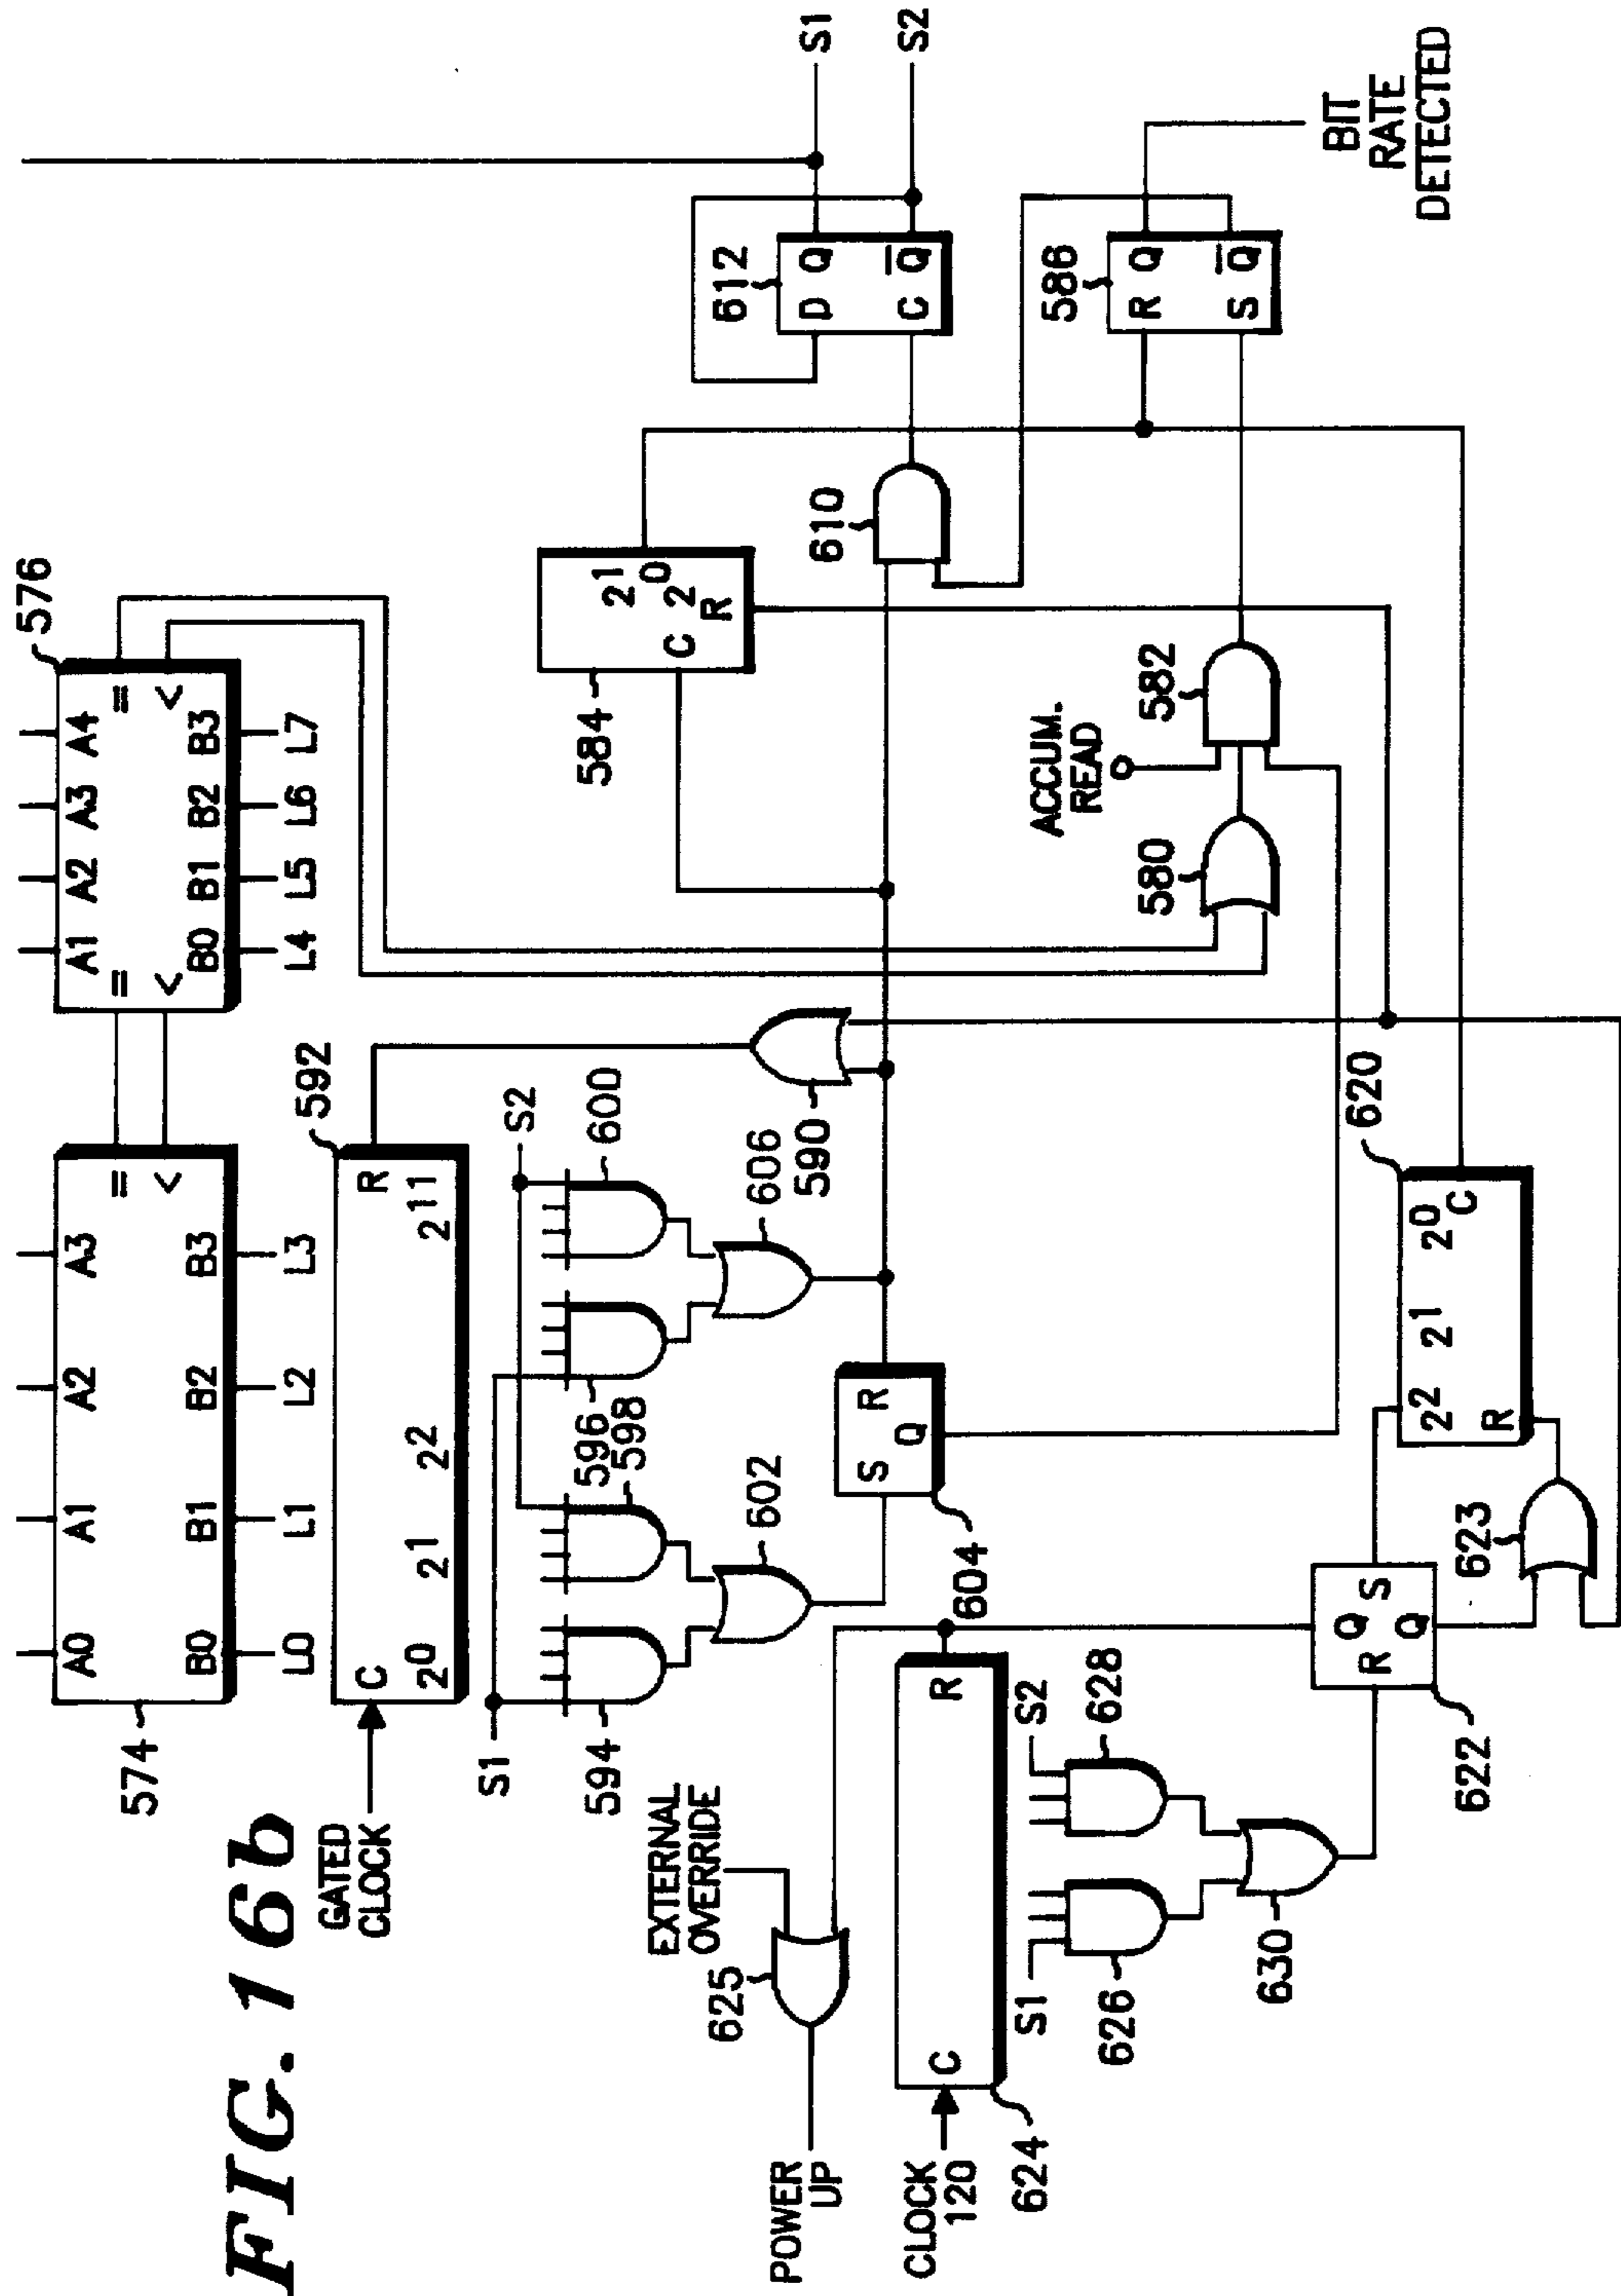 FIG. 16b
574
A0 A1 A2 A3 =
<
B0 B1 B2 B3
L0 L1 L2 L3
576
A1 A2 A3 A4
= =
< <
B0 B1 B2 B3
L4 L5 L6 L7
GATED
CLOCK
592
C R
2^0 2^1 2^2 2^11
S1
S2
594
596
598
600
602
606
590
604
S R
Q
584
2^1
2^0
C
R
610
612
D Q
C Q̅
S1
S2
586
R Q
S Q̅
BIT
RATE
DETECTED
ACCUM.
READ
580
582
EXTERNAL
OVERRIDE
625
POWER
UP
CLOCK
120
624
C R
S1
S2
626
628
630
622
Q
S
R
Q
623
620
2^2 2^1 2^0
R C